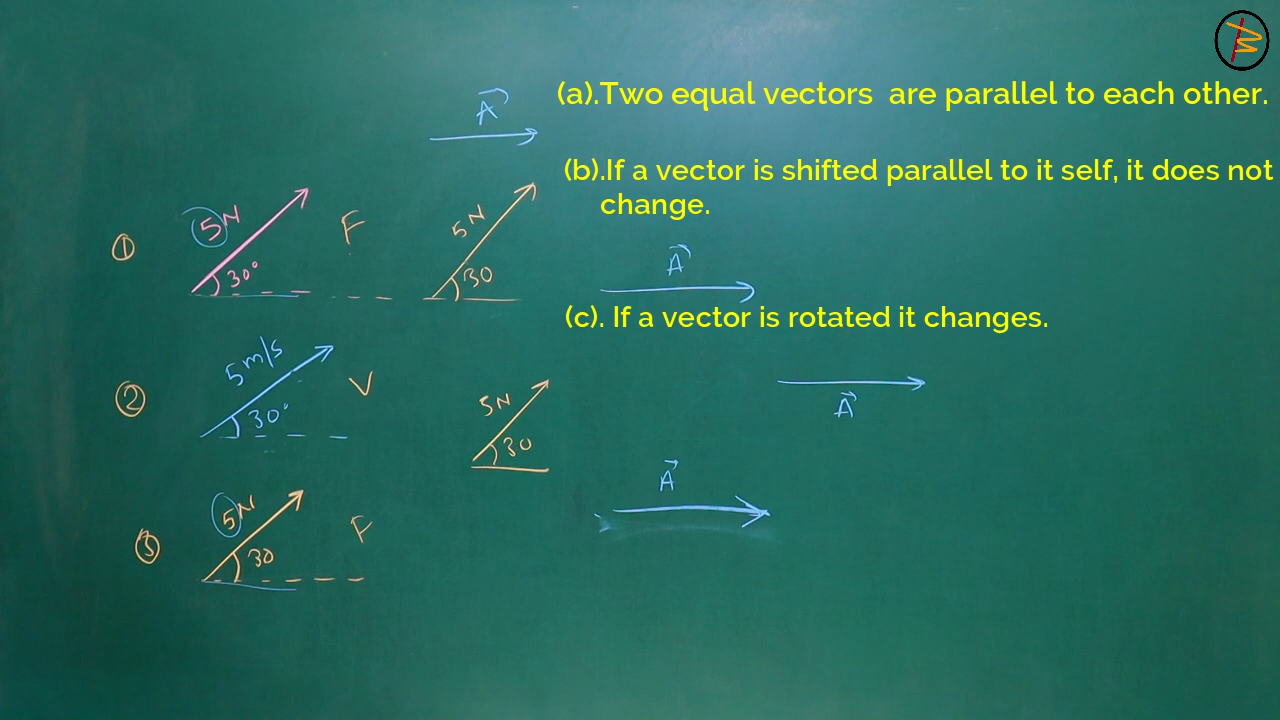 A
(a).Two equal vectors are parallel to each other.
(b).If a vector is shifted parallel to it self, it does not
change.
① 5N 30° F
5N 30
A
(c). If a vector is rotated it changes.
② 5m/s 30° V
5N 30
A
A
③ 5N 30 F